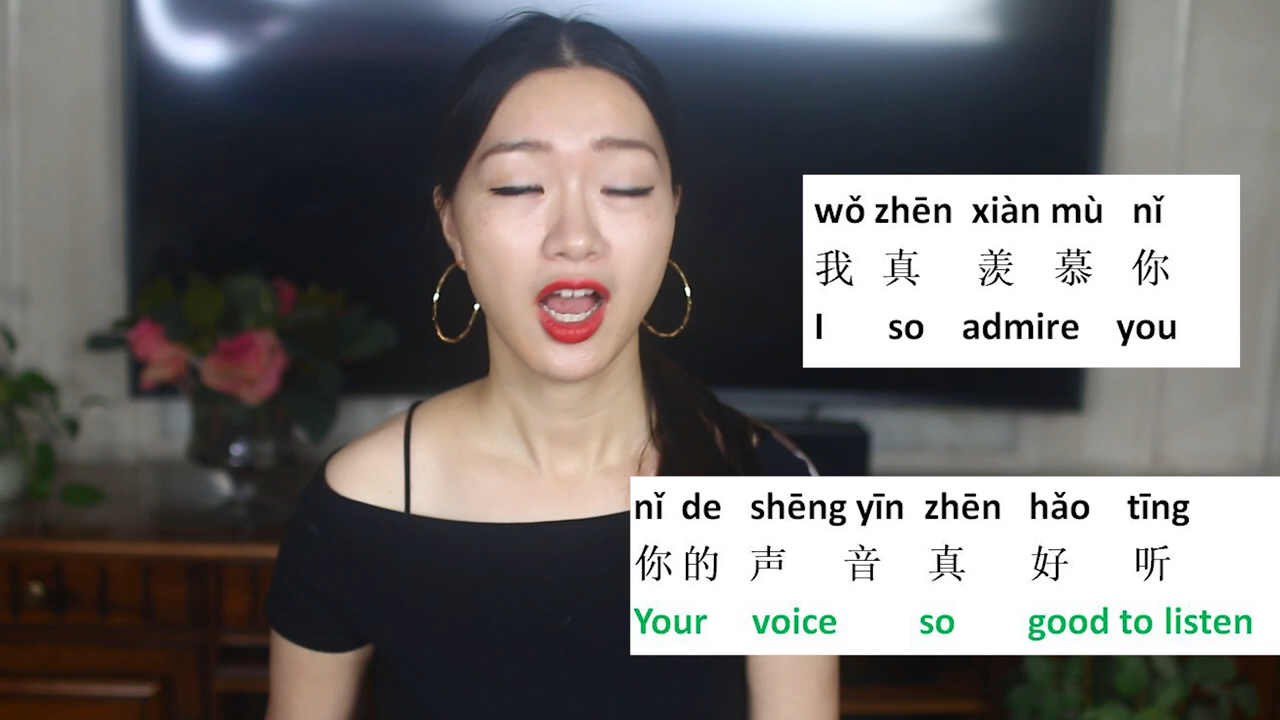 wǒ zhēn xiàn mù nǐ
我 真 羡 慕 你
I so admire you
nǐ de shēng yīn zhēn hǎo tīng
你 的 声 音 真 好 听
Your voice so good to listen